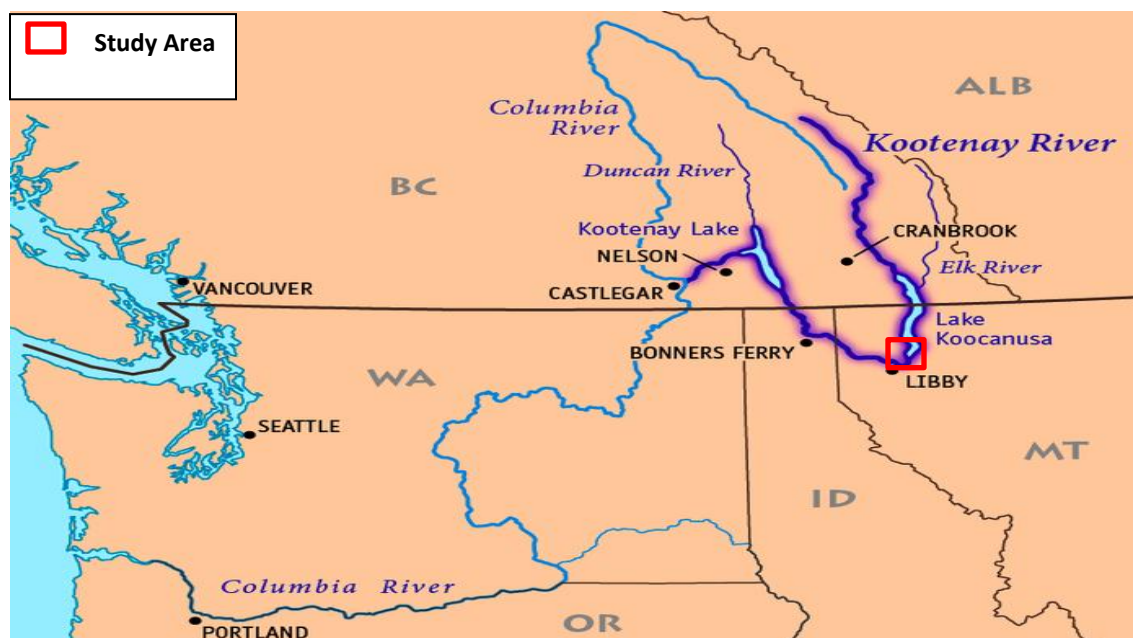 Study Area
ALB
Columbia
River
Kootenay River
Duncan River
BC
Kootenay Lake
CRANBROOK
NELSON
Elk River
VANCOUVER
CASTLEGAR
Lake
Koocanusa
BONNERS FERRY
WA
LIBBY
SEATTLE
MT
ID
Columbia River
OR
PORTLAND